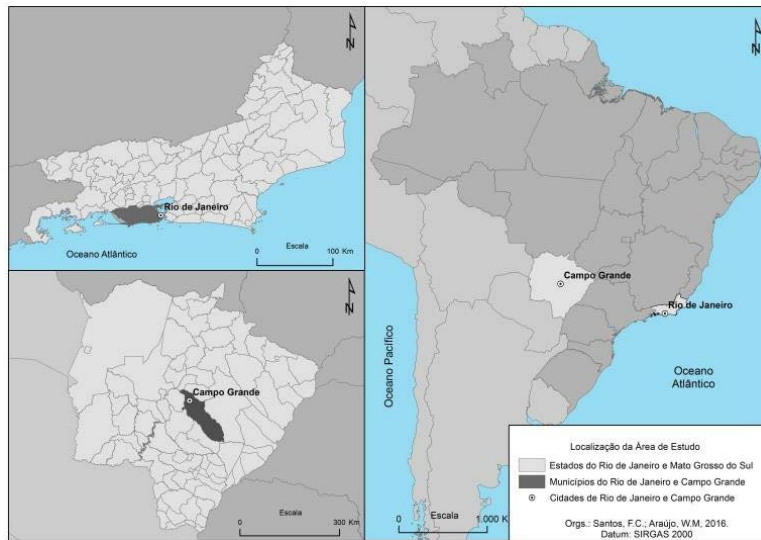 N
Rio de Janeiro
Oceano Atlântico
Escala
0 100 Km
N
Campo Grande
0 300 Km
N
Campo Grande
Rio de Janeiro
Oceano Pacífico
Oceano
Atlântico
Escala
0 1.000 Km
Localização da Área de Estudo
Estados do Rio de Janeiro e Mato Grosso do Sul
Municípios do Rio de Janeiro e Campo Grande
Cidades de Rio de Janeiro e Campo Grande
Orgs.: Santos, F.C.; Araújo, W.M, 2016.
Datum: SIRGAS 2000